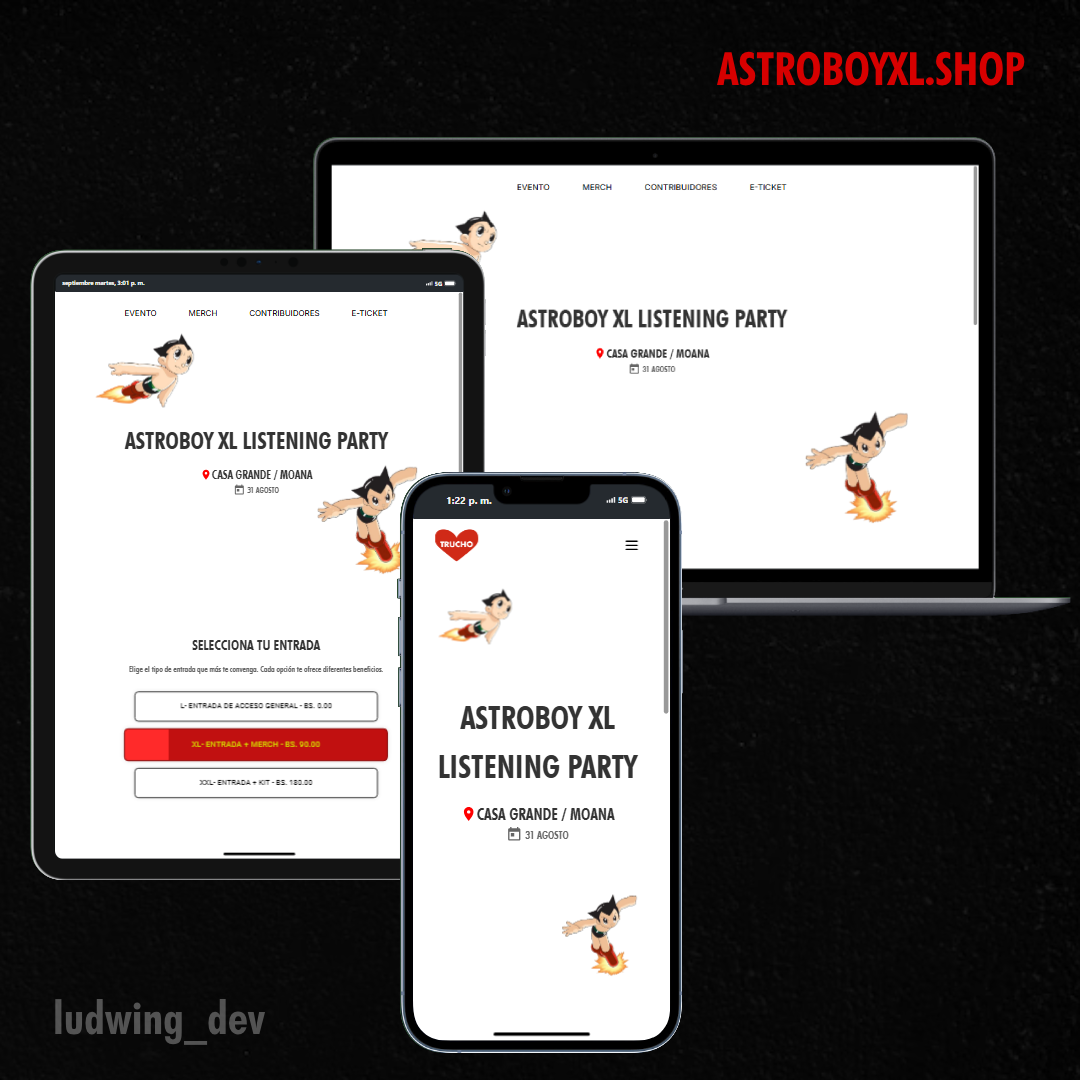 ASTROBOYXL.SHOP
EVENTO MERCH CONTRIBUIDORES E-TICKET
ASTROBOY XL LISTENING PARTY
CASA GRANDE / MOANA
31 AGOSTO
septiembre martes, 3:01 p. m. 5G
EVENTO MERCH CONTRIBUIDORES E-TICKET
ASTROBOY XL LISTENING PARTY
CASA GRANDE / MOANA
31 AGOSTO
SELECCIONA TU ENTRADA
Elige el tipo de entrada que más te convenga. Cada opción te ofrece diferentes beneficios.
L- ENTRADA DE ACCESO GENERAL - BS. 0.00
XL- ENTRADA + MERCH - BS. 90.00
XXL- ENTRADA + KIT - BS. 180.00
1:22 p. m. 5G
TRUCHO
ASTROBOY XL
LISTENING PARTY
CASA GRANDE / MOANA
31 AGOSTO
ludwing_dev